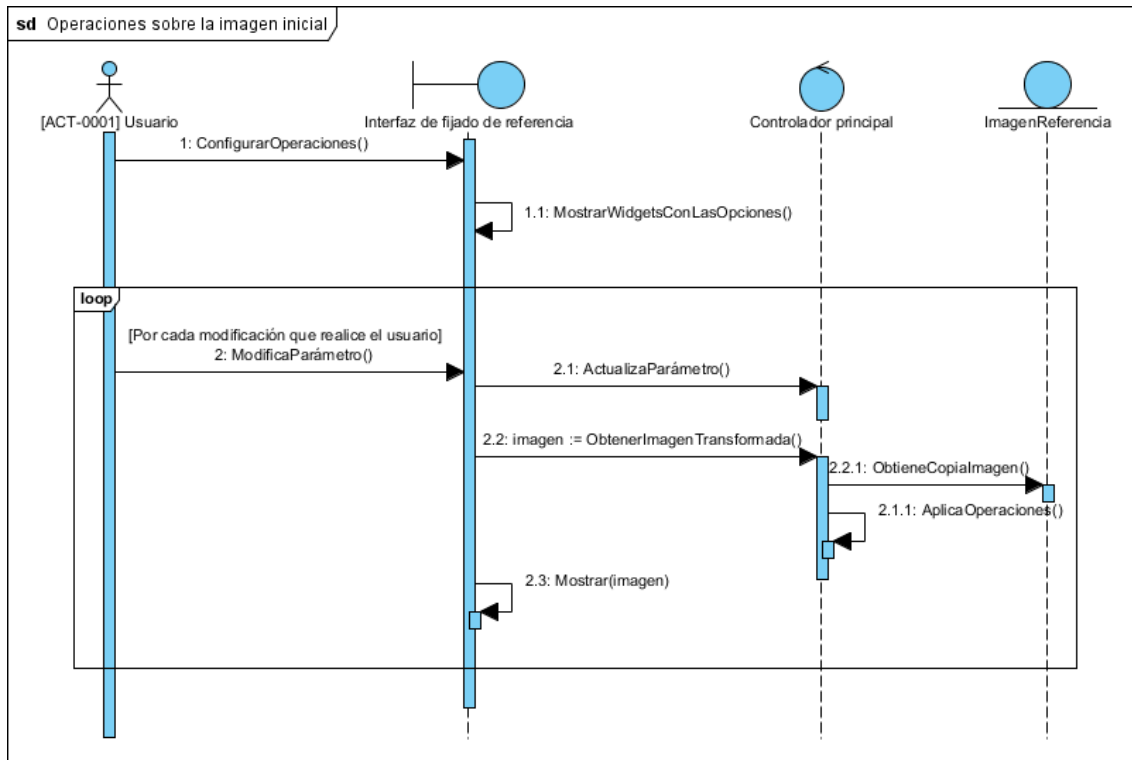 sd Operaciones sobre la imagen inicial
[ACT-0001] Usuario
Interfaz de fijado de referencia
Controlador principal
ImagenReferencia
1: ConfigurarOperaciones()
1.1: MostrarWidgetsConLasOpciones()
loop
[Por cada modificación que realice el usuario]
2: ModificaParámetro()
2.1: ActualizaParámetro()
2.2: imagen := ObtenerImagenTransformada()
2.2.1: ObtieneCopiaImagen()
2.1.1: AplicaOperaciones()
2.3: Mostrar(imagen)